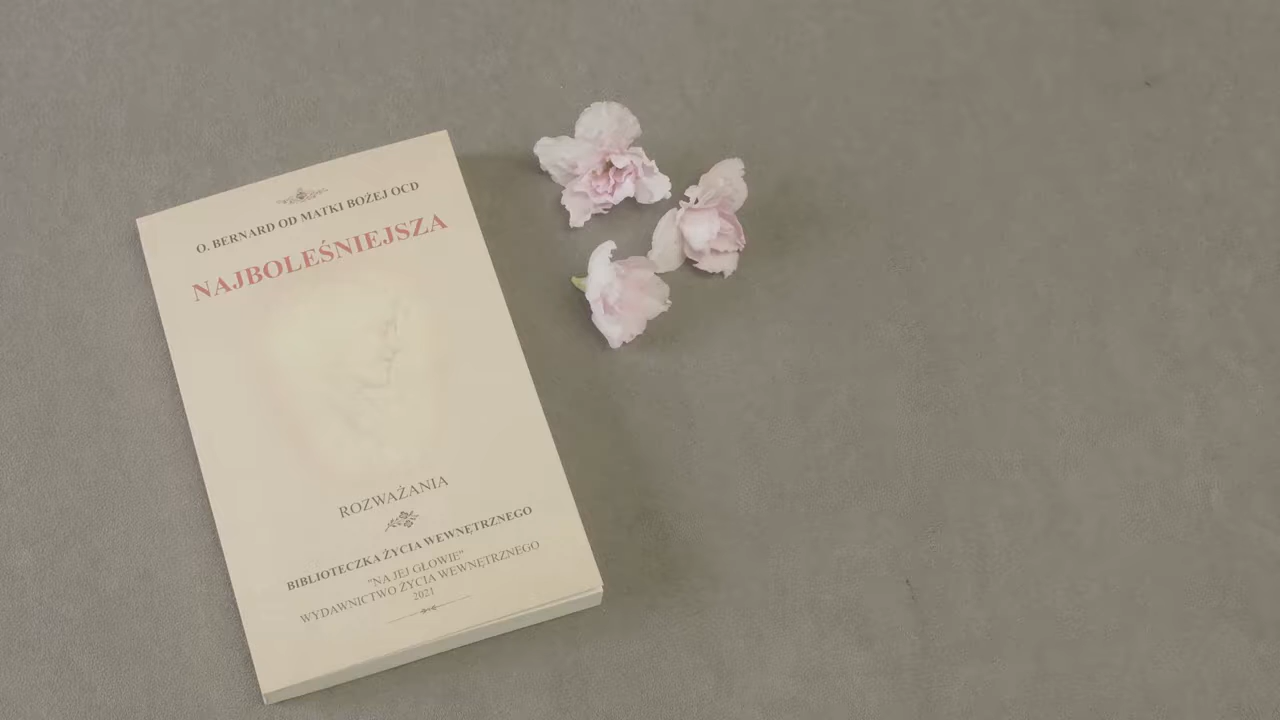 O. BERNARD OD MATKI BOŻEJ OCD
NAJBOLEŚNIEJSZA
ROZWAŻANIA
BIBLIOTECZKA ŻYCIA WEWNĘTRZNEGO
"NA JEJ GŁOWIE"
WYDAWNICTWO ŻYCIA WEWNĘTRZNEGO
2021